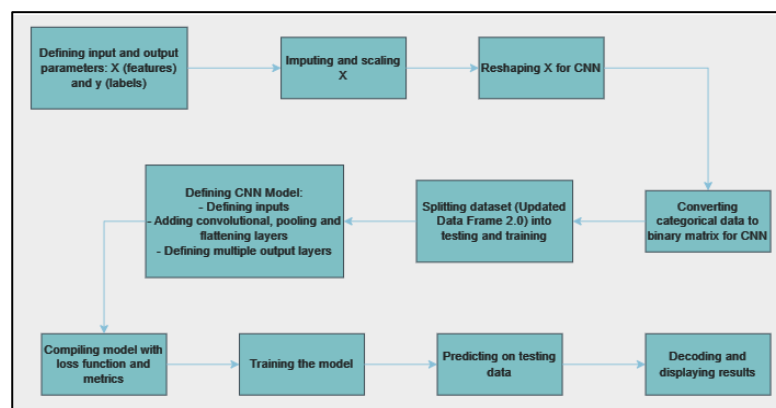 Defining input and output
parameters: X (features)
and y (labels)
Imputing and scaling
X
Reshaping X for CNN
Converting
categorical data to
binary matrix for CNN
Splitting dataset (Updated
Data Frame 2.0) into
testing and training
Defining CNN Model:
- Defining inputs
- Adding convolutional, pooling and
flattening layers
- Defining multiple output layers
Compiling model with
loss function and
metrics
Training the model
Predicting on testing
data
Decoding and
displaying results